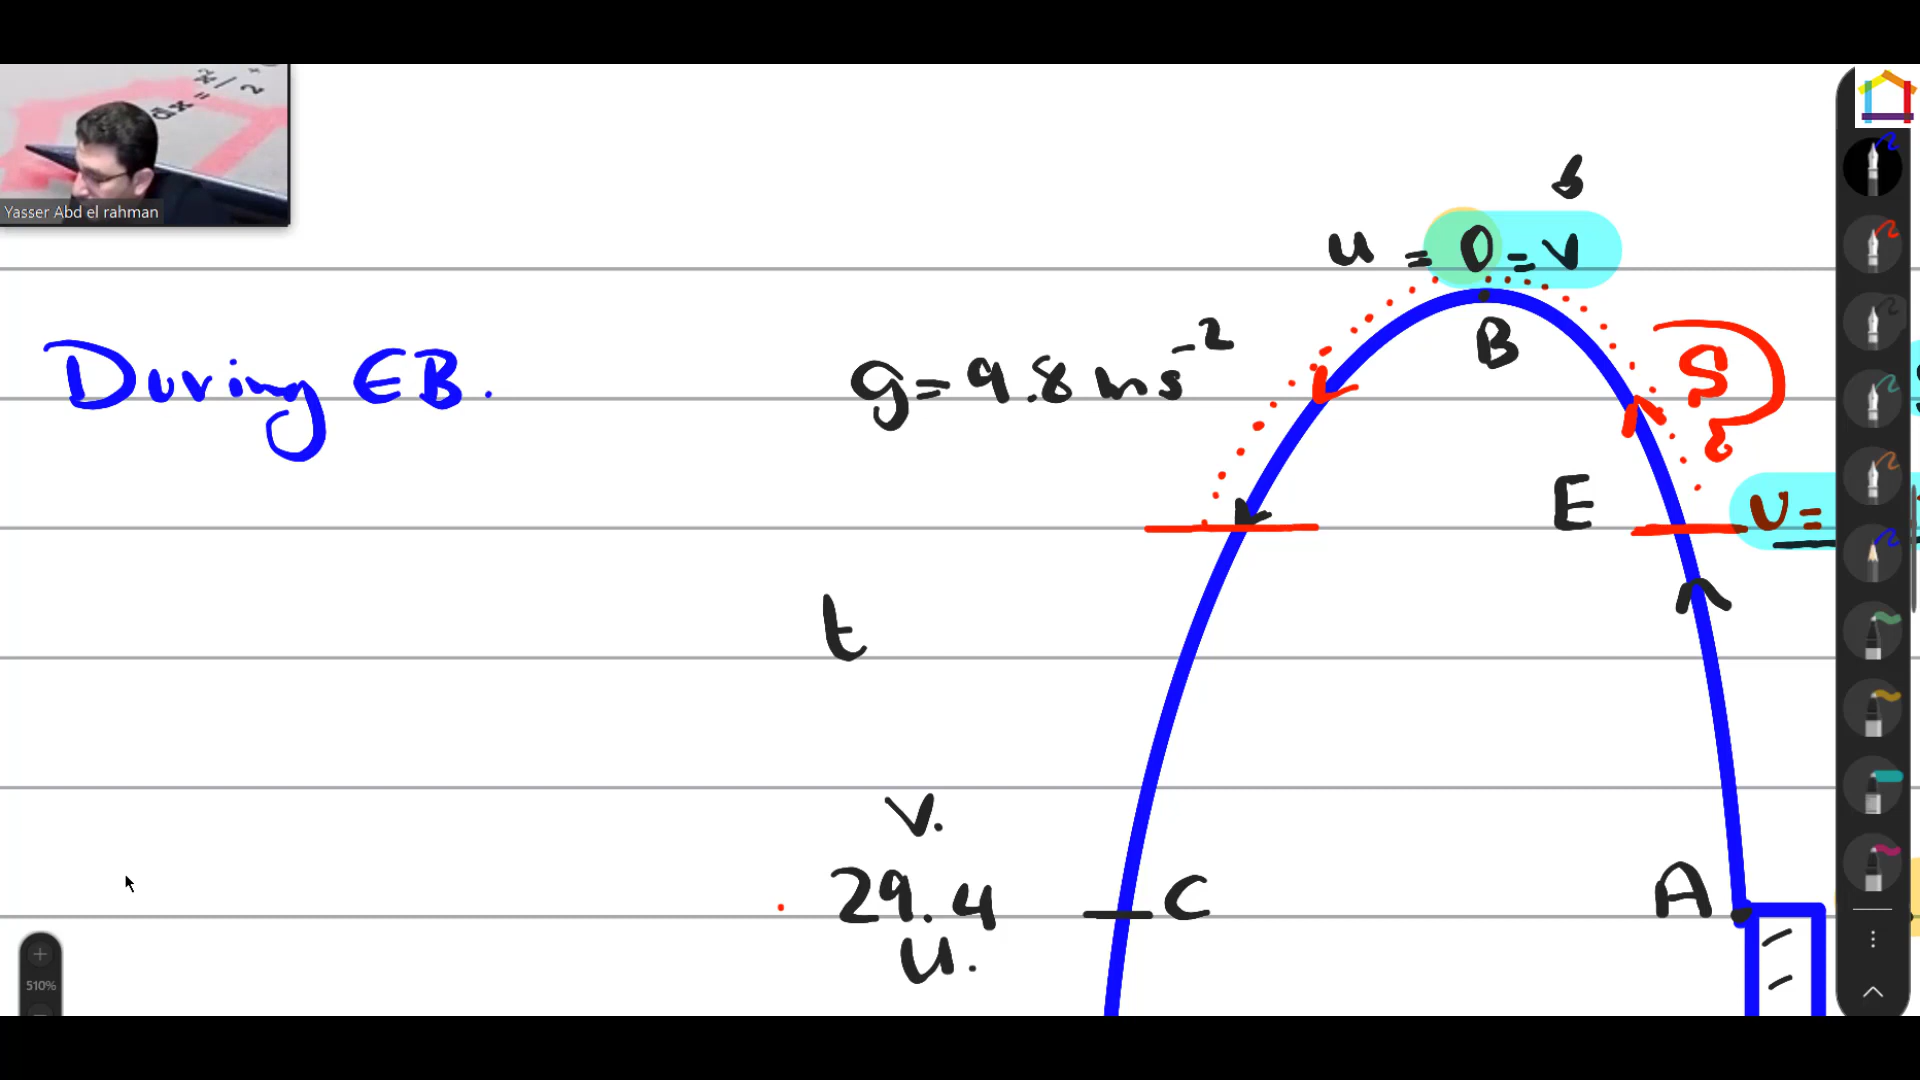 Yasser Abd el rahman
u = 0 = v
B
During EB.
g = 9.8 ms⁻²
S
E
U =
t
v.
29.4
C
A
u.
510%